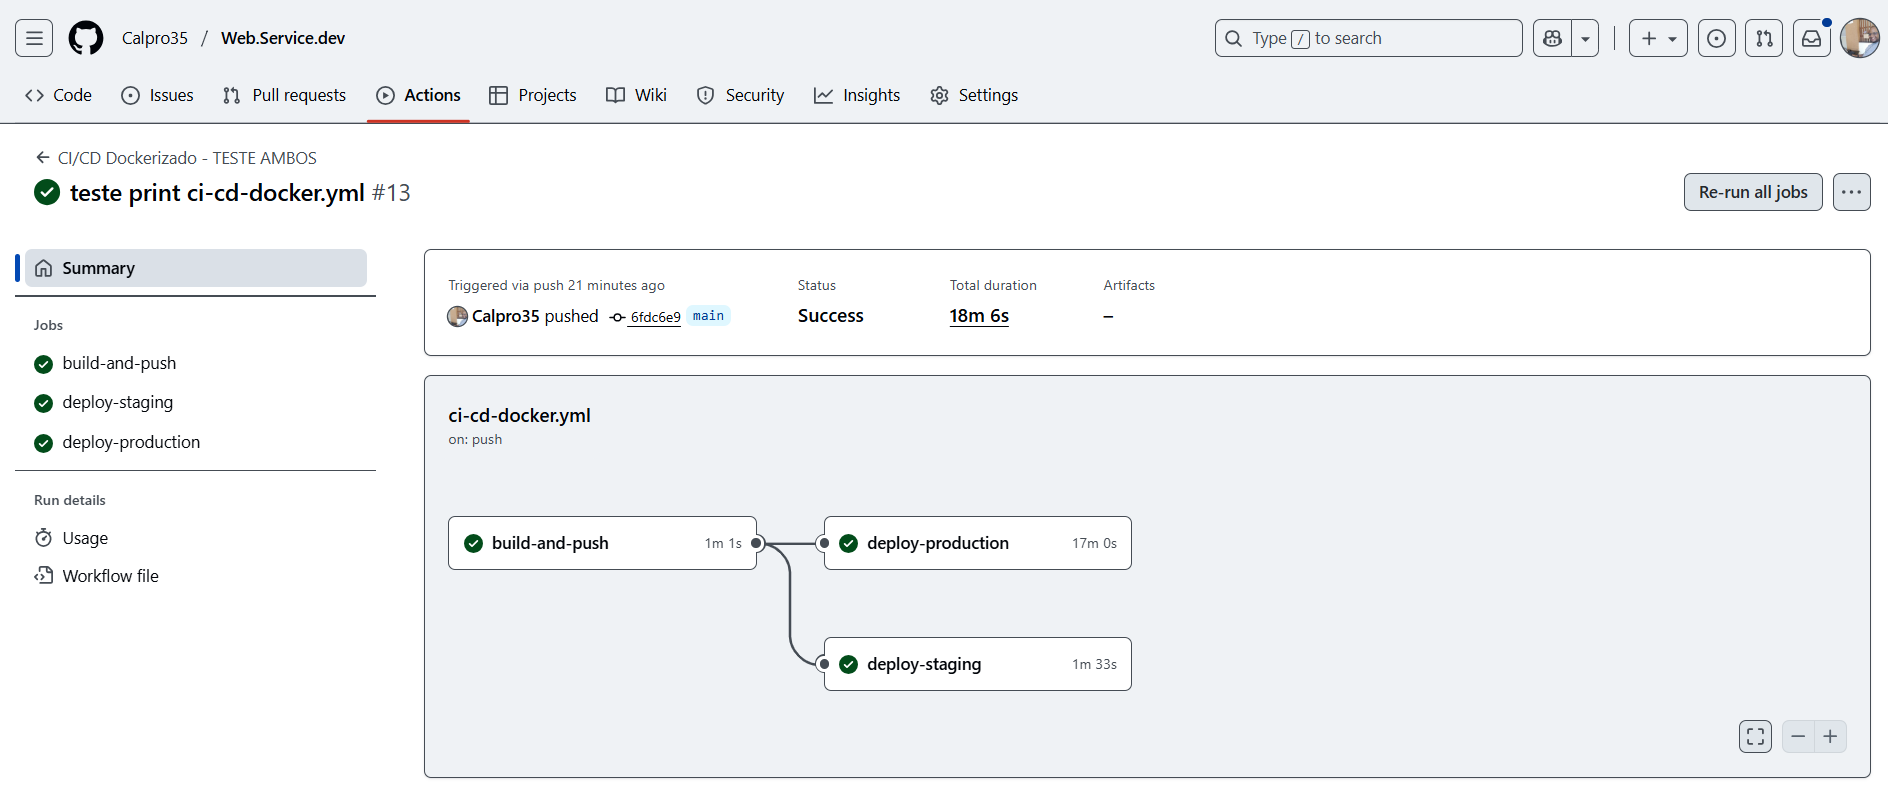 Calpro35 / Web.Service.dev
Type / to search
Code Issues Pull requests Actions Projects Wiki Security Insights Settings
CI/CD Dockerizado - TESTE AMBOS
teste print ci-cd-docker.yml #13
Re-run all jobs
Summary
Jobs
build-and-push
deploy-staging
deploy-production
Run details
Usage
Workflow file
Triggered via push 21 minutes ago
Calpro35 pushed 6fdc6e9 main
Status
Success
Total duration
18m 6s
Artifacts
–
ci-cd-docker.yml
on: push
build-and-push 1m 1s
deploy-production 17m 0s
deploy-staging 1m 33s